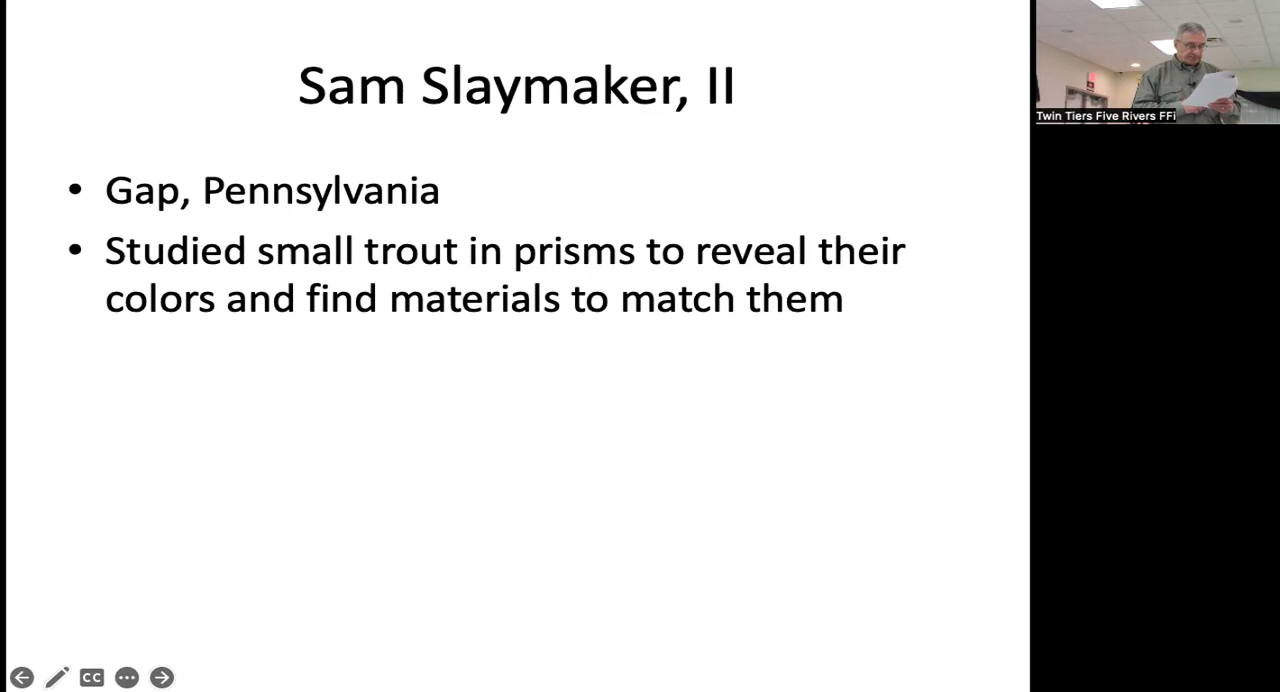 Sam Slaymaker, II
• Gap, Pennsylvania
• Studied small trout in prisms to reveal their
colors and find materials to match them
Twin Tiers Five Rivers FFi
CC